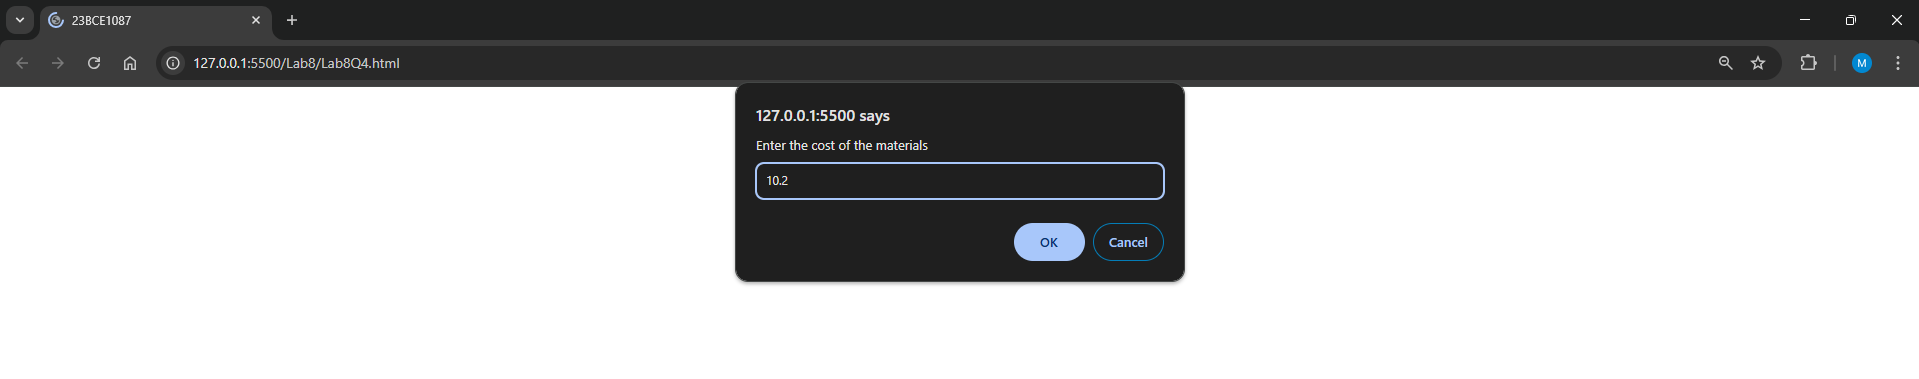 23BCE1087
127.0.0.1:5500/Lab8/Lab8Q4.html
M
127.0.0.1:5500 says
Enter the cost of the materials
10.2
OK Cancel